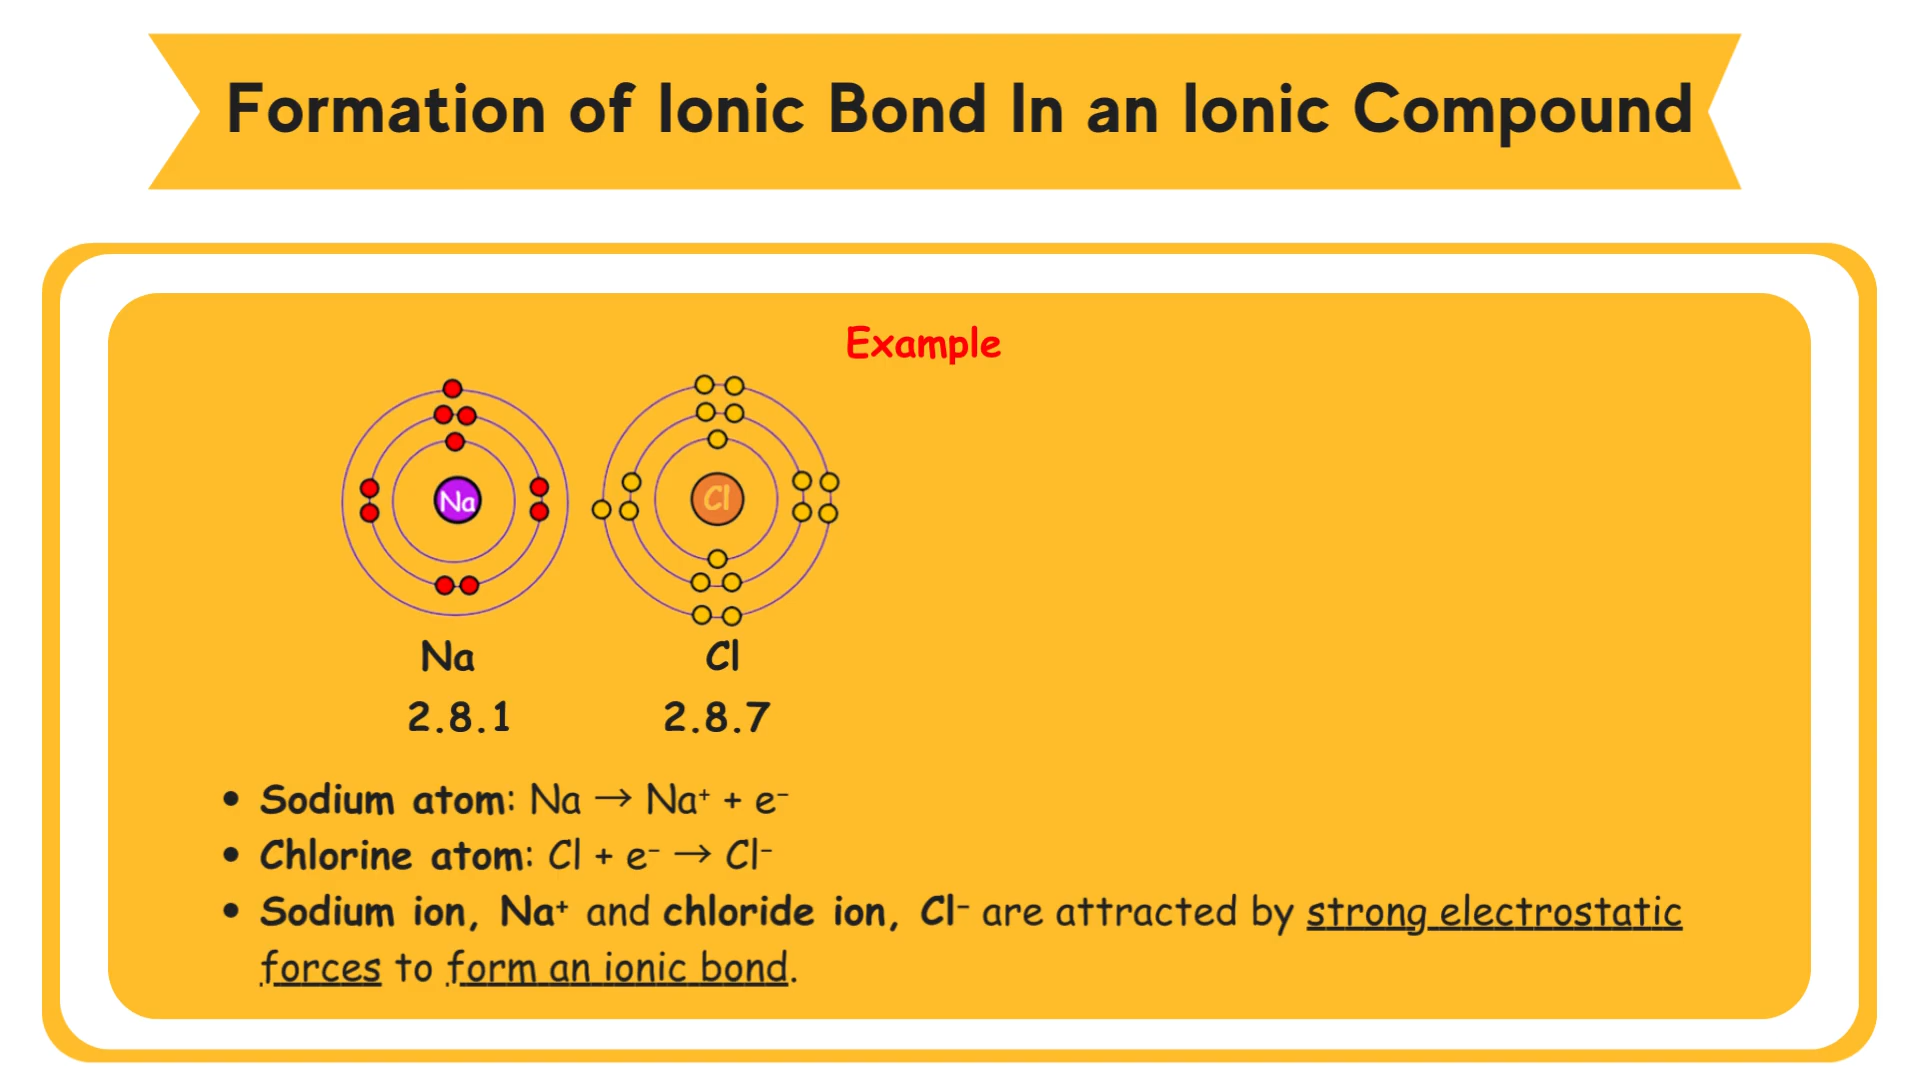 Formation of Ionic Bond In an Ionic Compound
Example
Na
Cl
Na
Cl
2.8.1
2.8.7
• Sodium atom: Na → Na⁺ + e⁻
• Chlorine atom: Cl + e⁻ → Cl⁻
• Sodium ion, Na⁺ and chloride ion, Cl⁻ are attracted by strong electrostatic
forces to form an ionic bond.